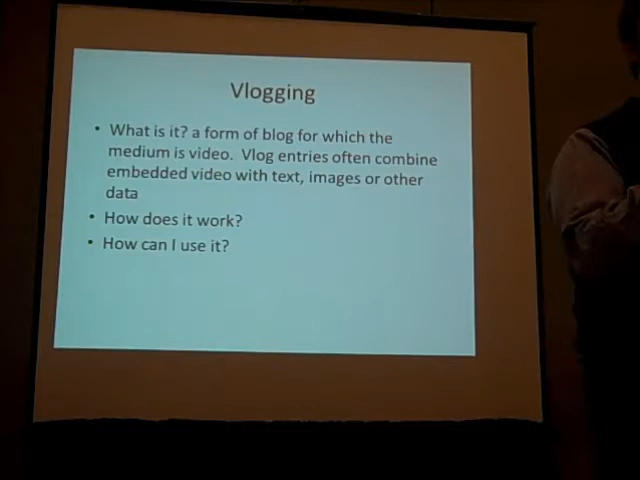 Vlogging
• What is it? a form of blog for which the
medium is video. Vlog entries often combine
embedded video with text, images or other
data
• How does it work?
• How can I use it?